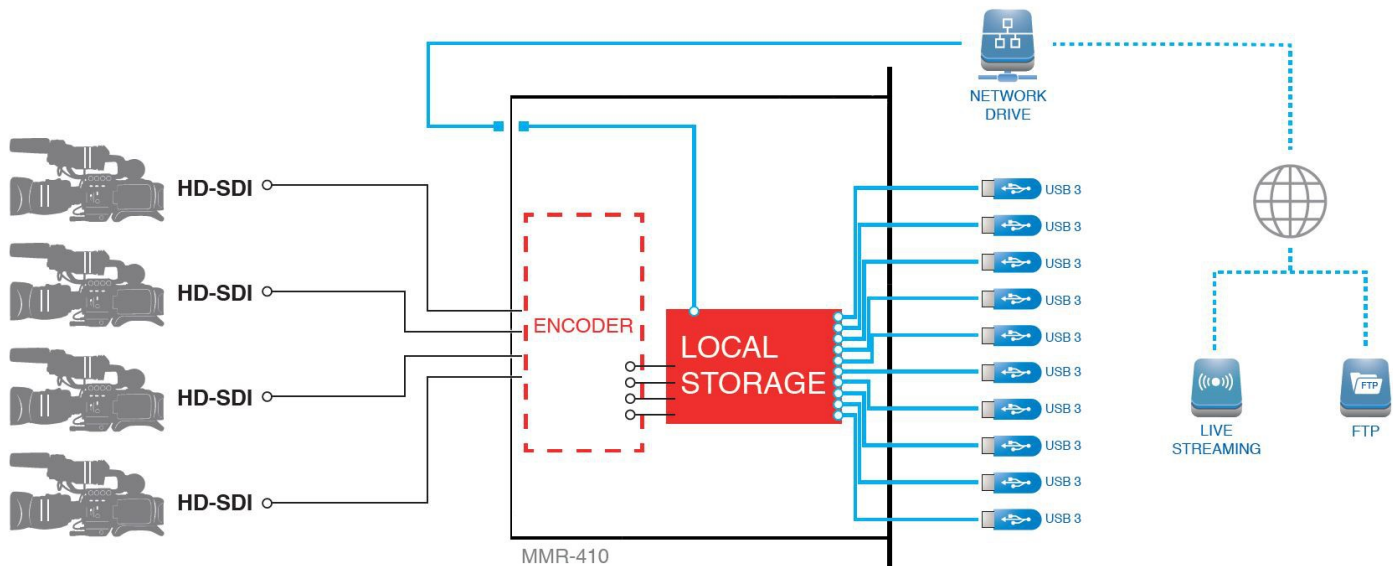 NETWORK
DRIVE
HD-SDI
HD-SDI
HD-SDI
HD-SDI
ENCODER
LOCAL
STORAGE
MMR-410
USB 3
USB 3
USB 3
USB 3
USB 3
USB 3
USB 3
USB 3
USB 3
USB 3
LIVE
STREAMING
FTP
FTP